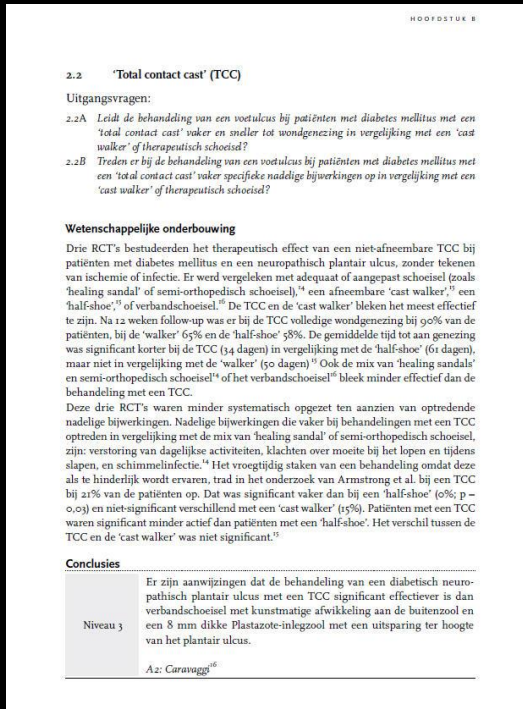 HOOFDSTUK B
2.2 ‘Total contact cast’ (TCC)
Uitgangsvragen:
2.2A Leidt de behandeling van een voetulcus bij patiënten met diabetes mellitus met een
‘total contact cast’ vaker en sneller tot wondgenezing in vergelijking met een ‘cast
walker’ of therapeutisch schoeisel?
2.2B Treden er bij de behandeling van een voetulcus bij patiënten met diabetes mellitus met
een ‘total contact cast’ vaker specifieke nadelige bijwerkingen op in vergelijking met een
‘cast walker’ of therapeutisch schoeisel?
Wetenschappelijke onderbouwing
Drie RCT’s bestudeerden het therapeutisch effect van een niet-afneembare TCC bij
patiënten met diabetes mellitus en een neuropathisch plantair ulcus, zonder tekenen
van ischemie of infectie. Er werd vergeleken met adequaat of aangepast schoeisel (zoals
‘healing sandal’ of semi-orthopedisch schoeisel),¹⁴ een afneembare ‘cast walker’,¹⁵ een
‘half-shoe’,¹⁵ of verbandschoeisel.¹⁶ De TCC en de ‘cast walker’ bleken het meest effectief
te zijn. Na 12 weken follow-up was er bij de TCC volledige wondgenezing bij 90% van de
patiënten, bij de ‘walker’ 65% en de ‘half-shoe’ 58%. De gemiddelde tijd tot aan genezing
was significant korter bij de TCC (34 dagen) in vergelijking met de ‘half-shoe’ (61 dagen),
maar niet in vergelijking met de ‘walker’ (50 dagen) ¹⁵ Ook de mix van ‘healing sandals’
en semi-orthopedisch schoeisel¹⁴ of het verbandschoeisel¹⁶ bleek minder effectief dan de
behandeling met een TCC.
Deze drie RCT’s waren minder systematisch opgezet ten aanzien van optredende
nadelige bijwerkingen. Nadelige bijwerkingen die vaker bij behandelingen met een TCC
optreden in vergelijking met de mix van ‘healing sandal’ of semi-orthopedisch schoeisel,
zijn: verstoring van dagelijkse activiteiten, klachten over moeite bij het lopen en tijdens
slapen, en schimmelinfectie.¹⁴ Het vroegtijdig staken van een behandeling omdat deze
als te hinderlijk wordt ervaren, trad in het onderzoek van Armstrong et al. bij een TCC
bij 21% van de patiënten op. Dat was significant vaker dan bij een ‘half-shoe’ (0%; p –
0,03) en niet-significant verschillend met een ‘cast walker’ (15%). Patiënten met een TCC
waren significant minder actief dan patiënten met een ‘half-shoe’. Het verschil tussen de
TCC en de ‘cast walker’ was niet significant.¹⁵
Conclusies
Er zijn aanwijzingen dat de behandeling van een diabetisch neuro-
pathisch plantair ulcus met een TCC significant effectiever is dan
verbandschoeisel met kunstmatige afwikkeling aan de buitenzool en
Niveau 3 een 8 mm dikke Plastazote-inlegzool met een uitsparing ter hoogte
van het plantair ulcus.
A2: Caravaggi¹⁶